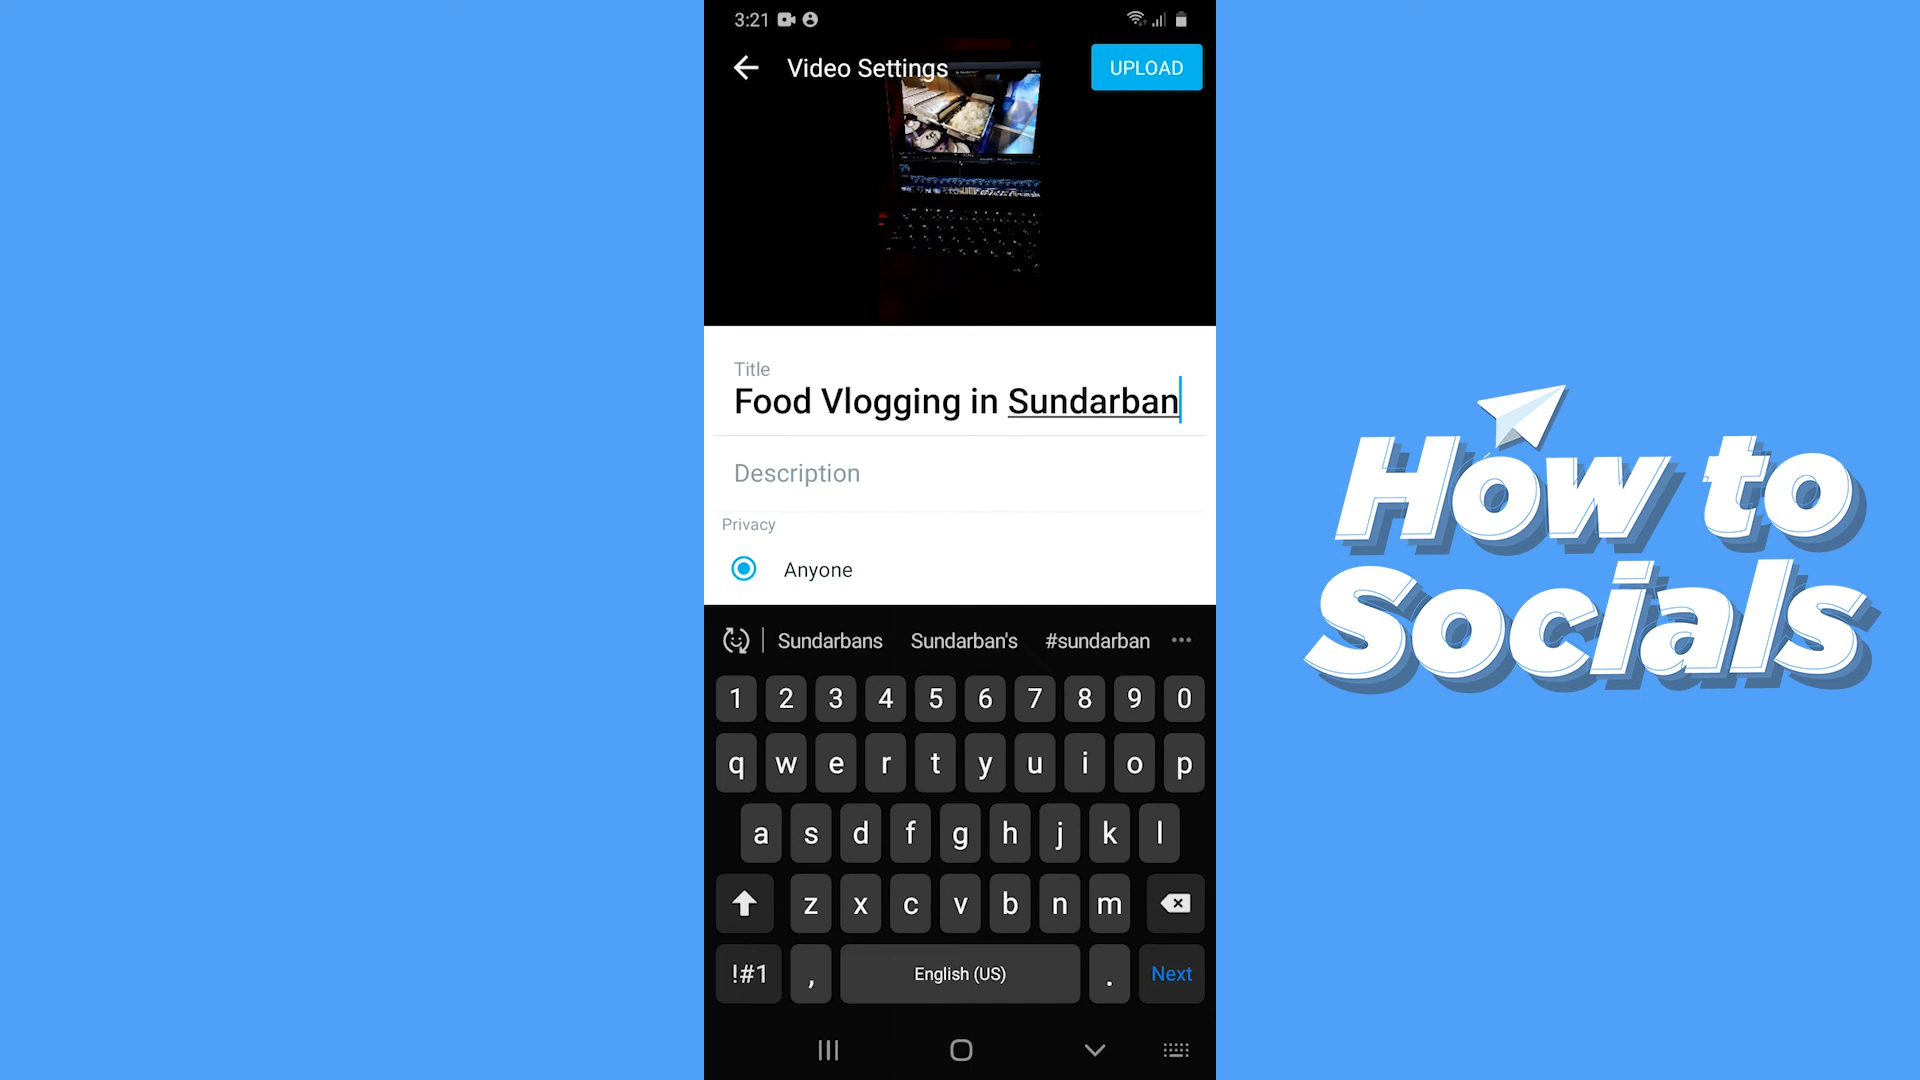 3:21
Video Settings
UPLOAD
Title
Food Vlogging in Sundarban
Description
Privacy
Anyone
Sundarbans Sundarban's #sundarban
1 2 3 4 5 6 7 8 9 0
q w e r t y u i o p
a s d f g h j k l
z x c v b n m
!#1 , English (US) . Next
How to
Socials